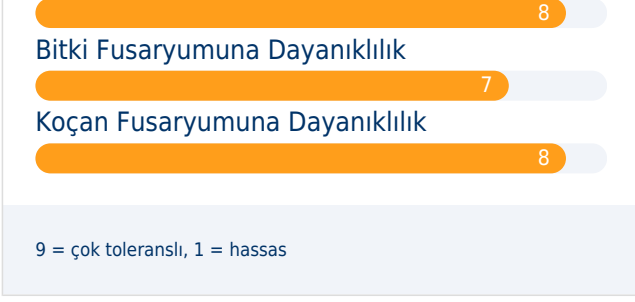 8
Bitki Fusaryumuna Dayanıklılık
7
Koçan Fusaryumuna Dayanıklılık
8
9 = çok toleranslı, 1 = hassas